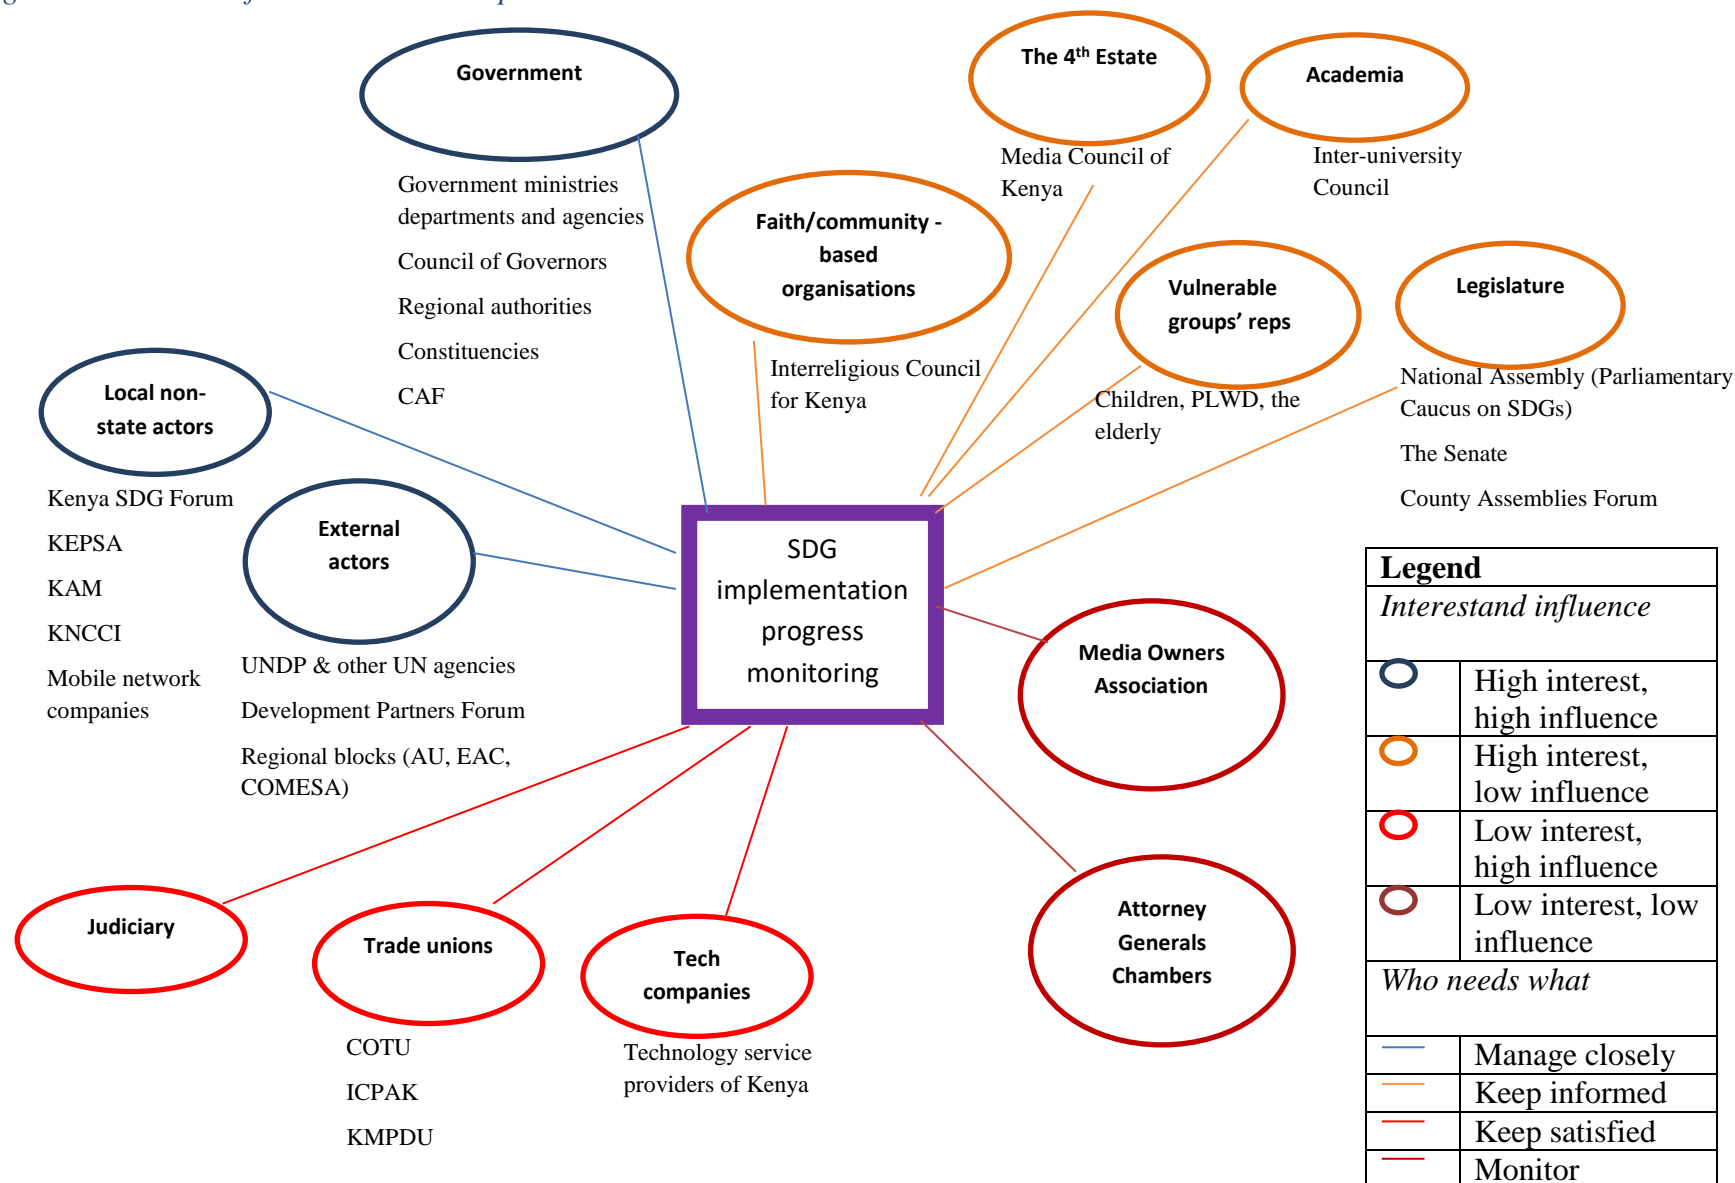 Government
Government ministries
departments and agencies
Council of Governors
Regional authorities
Constituencies
CAF
The 4th Estate
Media Council of
Kenya
Academia
Inter-university
Council
Faith/community -
based
organisations
Interreligious Council
for Kenya
Vulnerable
groups’ reps
Children, PLWD, the
elderly
Legislature
National Assembly (Parliamentary
Caucus on SDGs)
The Senate
County Assemblies Forum
Local non-
state actors
Kenya SDG Forum
KEPSA
KAM
KNCCI
Mobile network
companies
External
actors
UNDP & other UN agencies
Development Partners Forum
Regional blocks (AU, EAC,
COMESA)
SDG
implementation
progress
monitoring
Media Owners
Association
Attorney
Generals
Chambers
Judiciary
Trade unions
COTU
ICPAK
KMPDU
Tech
companies
Technology service
providers of Kenya
Legend
Interestand influence
High interest,
high influence
High interest,
low influence
Low interest,
high influence
Low interest, low
influence
Who needs what
Manage closely
Keep informed
Keep satisfied
Monitor